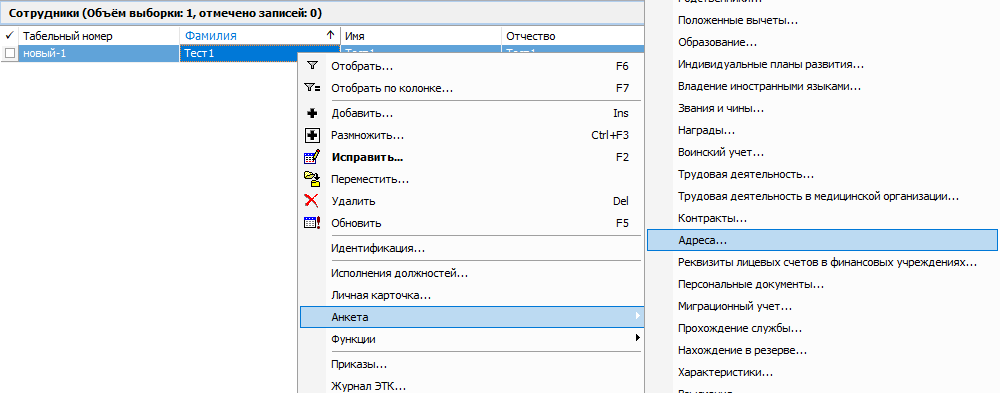 Сотрудники (Объём выборки: 1, отмечено записей: 0)
Табельный номер Фамилия Имя Отчество
новый-1 Тест1 Тест1 Тест1
Отобрать... F6
Отобрать по колонке... F7
Добавить... Ins
Размножить... Ctrl+F3
Исправить... F2
Переместить...
Удалить Del
Обновить F5
Идентификация...
Исполнения должностей...
Личная карточка...
Анкета
Функции
Приказы...
Журнал ЭТК...
Родственники...
Положенные вычеты...
Образование...
Индивидуальные планы развития...
Владение иностранными языками...
Звания и чины...
Награды...
Воинский учет...
Трудовая деятельность...
Трудовая деятельность в медицинской организации...
Контракты...
Адреса...
Реквизиты лицевых счетов в финансовых учреждениях...
Персональные документы...
Миграционный учет...
Прохождение службы...
Нахождение в резерве...
Характеристики...